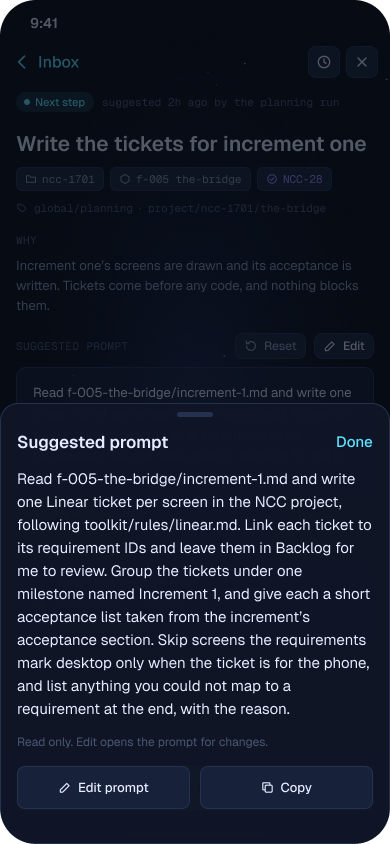 9:41
Inbox
Next step suggested 2h ago by the planning run
Write the tickets for increment one
ncc-1701 f-005 the-bridge NCC-28
global/planning · project/ncc-1701/the-bridge
WHY
Increment one's screens are drawn and its acceptance is
written. Tickets come before any code, and nothing blocks
them.
SUGGESTED PROMPT Reset Edit
Read f-005-the-bridge/increment-1.md and write one
Suggested prompt Done
Read f-005-the-bridge/increment-1.md and write
one Linear ticket per screen in the NCC project,
following toolkit/rules/linear.md. Link each ticket to
its requirement IDs and leave them in Backlog for
me to review. Group the tickets under one
milestone named Increment 1, and give each a short
acceptance list taken from the increment's
acceptance section. Skip screens the requirements
mark desktop only when the ticket is for the phone,
and list anything you could not map to a
requirement at the end, with the reason.
Read only. Edit opens the prompt for changes.
Edit prompt Copy